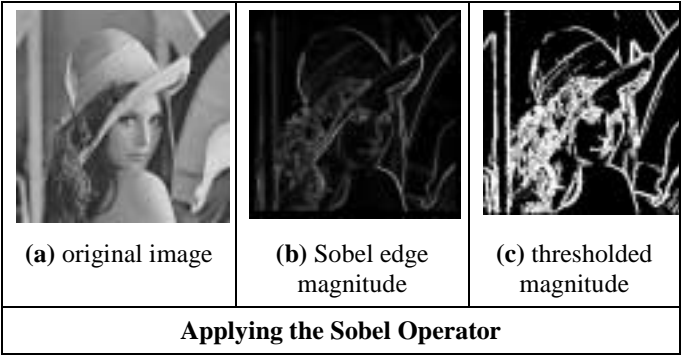 (a) original image
(b) Sobel edge
magnitude
(c) thresholded
magnitude
Applying the Sobel Operator